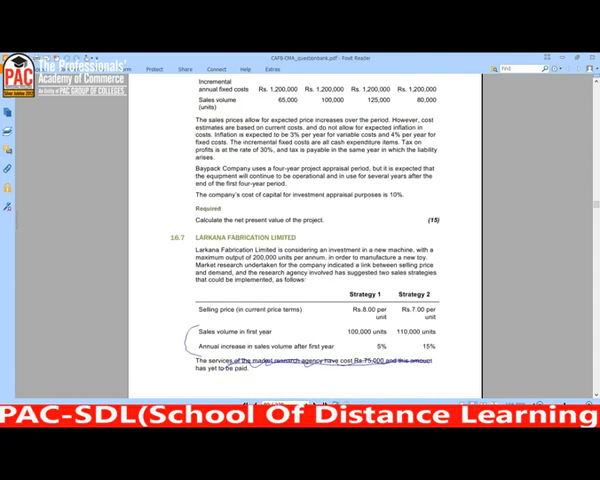 CAF8-CMA_questionbank.pdf - Foxit Reader
The Professionals'
Academy of Commerce
PAC
An Entity of PAC GROUP OF COLLEGES
Protect Share Connect Help Extras
Find
Incremental
annual fixed costs Rs. 1,200,000 Rs. 1,200,000 Rs. 1,200,000 Rs. 1,200,000
Sales volume 65,000 100,000 125,000 80,000
(units)
The sales prices allow for expected price increases over the period. However, cost
estimates are based on current costs, and do not allow for expected inflation in
costs. Inflation is expected to be 3% per year for variable costs and 4% per year for
fixed costs. The incremental fixed costs are all cash expenditure items. Tax on
profits is at the rate of 30%, and tax is payable in the same year in which the liability
arises.
Baypack Company uses a four-year project appraisal period, but it is expected that
the equipment will continue to be operational and in use for several years after the
end of the first four-year period.
The company's cost of capital for investment appraisal purposes is 10%.
Required
Calculate the net present value of the project. (15)
16.7 LARKANA FABRICATION LIMITED
Larkana Fabrication Limited is considering an investment in a new machine, with a
maximum output of 200,000 units per annum, in order to manufacture a new toy.
Market research undertaken for the company indicated a link between selling price
and demand, and the research agency involved has suggested two sales strategies
that could be implemented, as follows:
Strategy 1 Strategy 2
Selling price (in current price terms) Rs.8.00 per Rs.7.00 per
unit unit
Sales volume in first year 100,000 units 110,000 units
Annual increase in sales volume after first year 5% 15%
The services of the market research agency have cost Rs.75,000 and this amount
has yet to be paid.
PAC-SDL(School Of Distance Learning